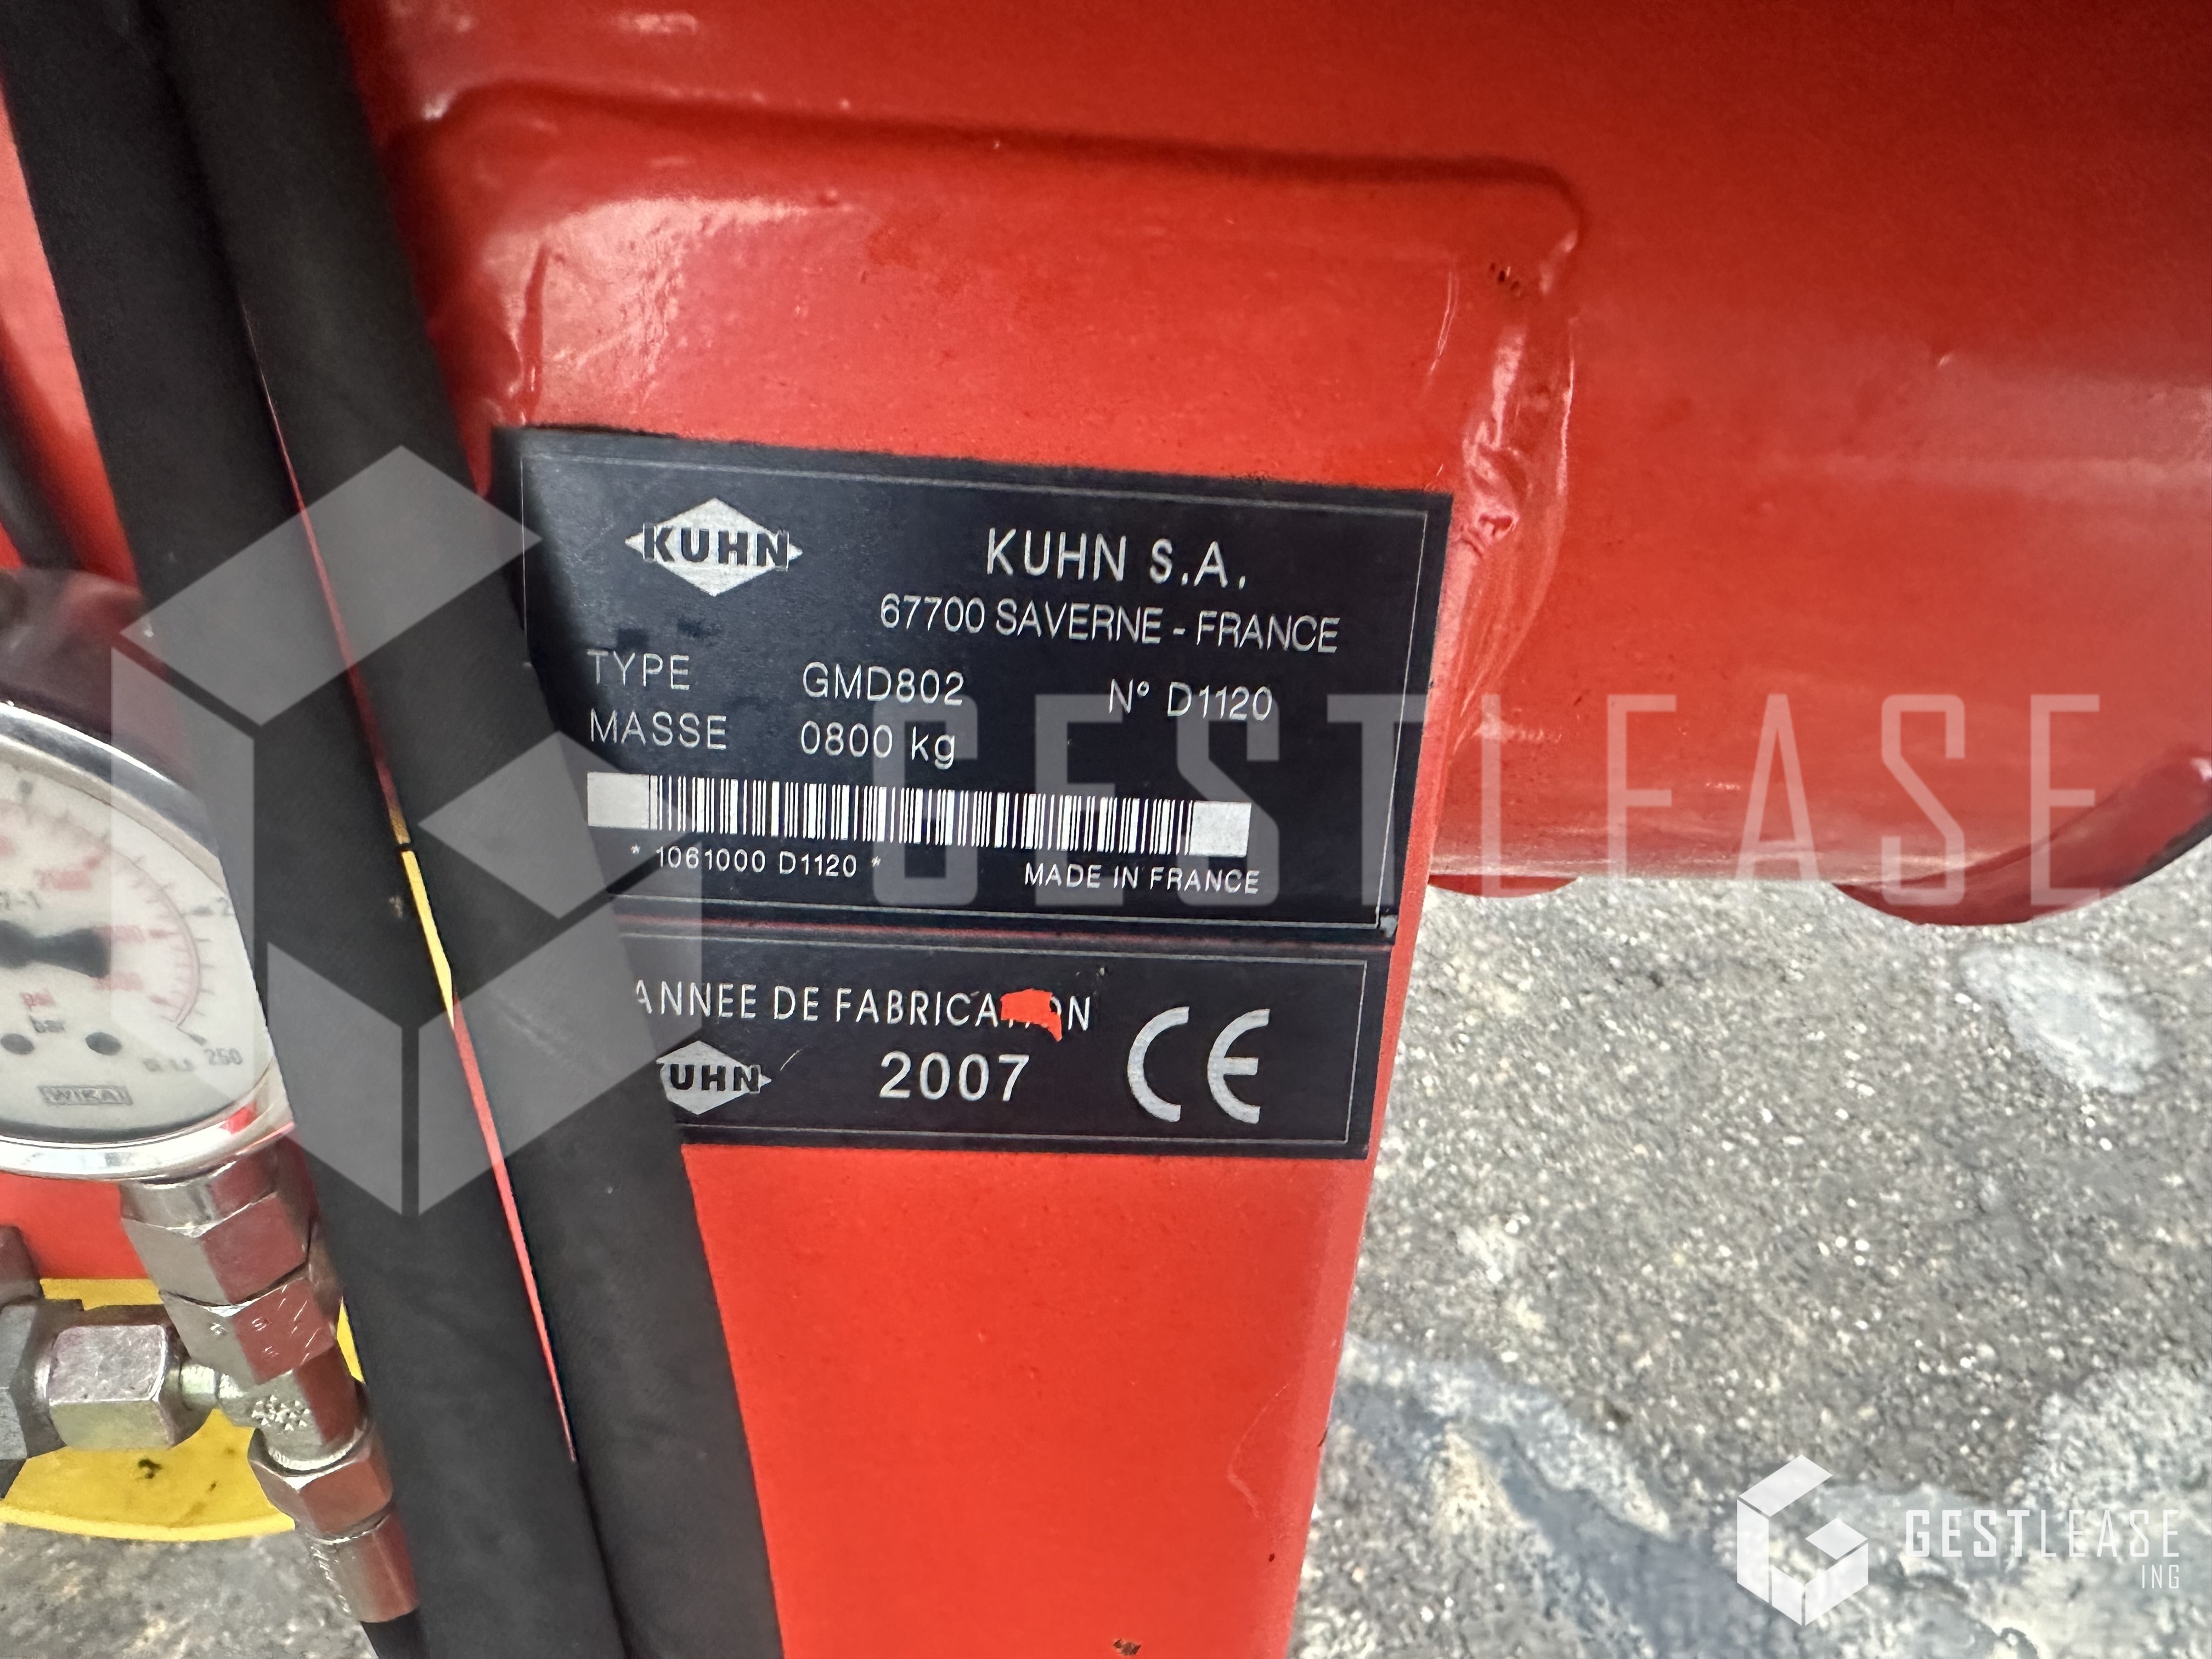 KUHN
KUHN S.A.
67700 SAVERNE - FRANCE
TYPE GMD802 N° D1120
MASSE 0800 kg
* 1061000 D1120 *
MADE IN FRANCE
ANNEE DE FABRICA N
KUHN 2007 CE
psi
bar
250
WIKAI
GESTLEASE
GESTLEASE
ING